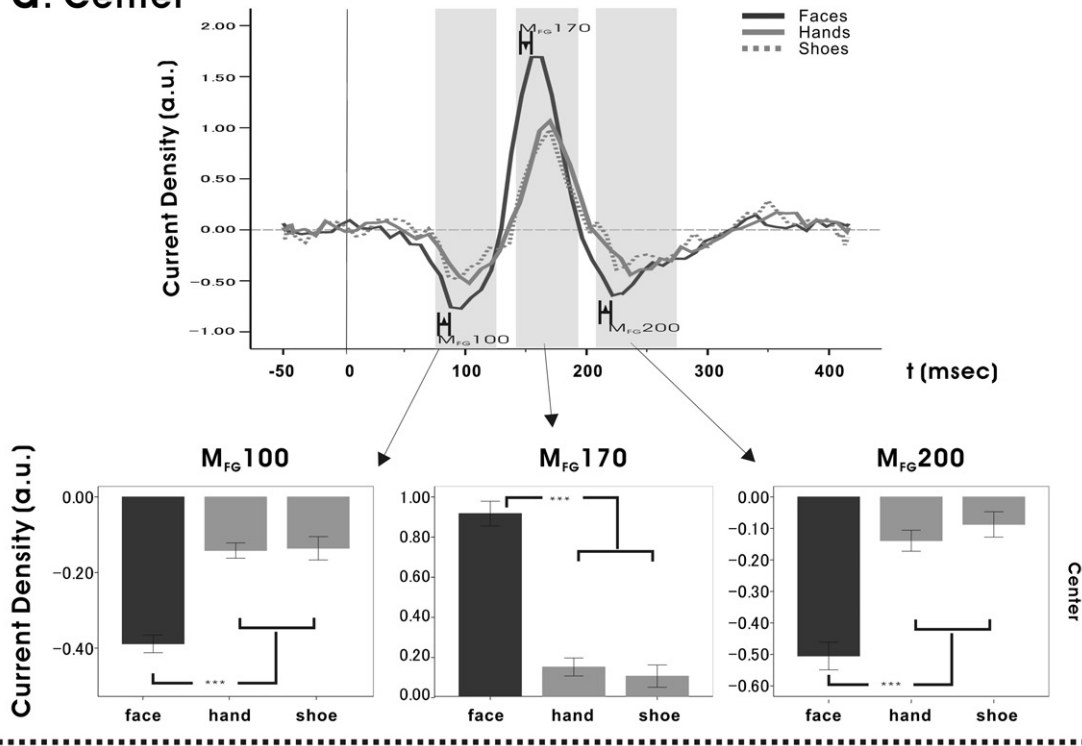 a. Center
2.00
1.50
1.00
0.50
0.00
−0.50
−1.00
Current Density (a.u.)
MFG170
MFG100
MFG200
Faces
Hands
Shoes
-50 0 100 200 300 400 t (msec)
MFG100 MFG170 MFG200
Current Density (a.u.)
0.00
−0.20
−0.40
***
face hand shoe
1.00
0.80
0.60
0.40
0.20
0.00
***
face hand shoe
0.00
−0.10
−0.20
−0.30
−0.40
−0.50
−0.60
***
face hand shoe
Center